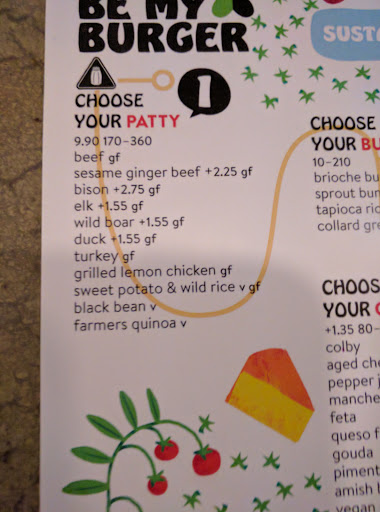 BE MY
BURGER
SUST
1
CHOOSE
YOUR PATTY
9.90 170-360
beef gf
sesame ginger beef +2.25 gf
bison +2.75 gf
elk +1.55 gf
wild boar +1.55 gf
duck +1.55 gf
turkey gf
grilled lemon chicken gf
sweet potato & wild rice v gf
black bean v
farmers quinoa v
CHOOSE
YOUR BU
10-210
brioche bu
sprout bun
tapioca ric
collard gre
CHOOS
YOUR
+1.35 80-
colby
aged che
pepper j
manche
feta
queso f
gouda
piment
amish b
vegan